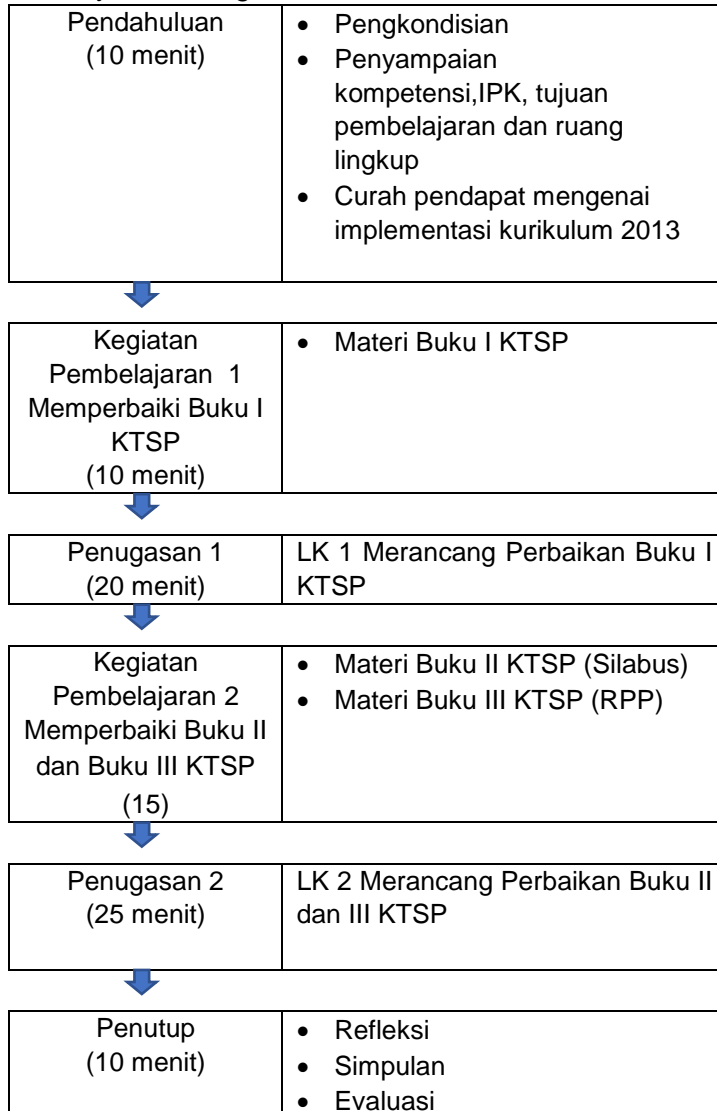 Pendahuluan
(10 menit)
• Pengkondisian
• Penyampaian
kompetensi,IPK, tujuan
pembelajaran dan ruang
lingkup
• Curah pendapat mengenai
implementasi kurikulum 2013
Kegiatan
Pembelajaran 1
Memperbaiki Buku I
KTSP
(10 menit)
• Materi Buku I KTSP
Penugasan 1
(20 menit)
LK 1 Merancang Perbaikan Buku I
KTSP
Kegiatan
Pembelajaran 2
Memperbaiki Buku II
dan Buku III KTSP
(15)
• Materi Buku II KTSP (Silabus)
• Materi Buku III KTSP (RPP)
Penugasan 2
(25 menit)
LK 2 Merancang Perbaikan Buku II
dan III KTSP
Penutup
(10 menit)
• Refleksi
• Simpulan
• Evaluasi